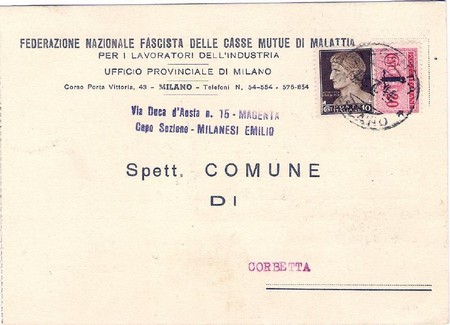 FEDERAZIONE NAZIONALE FASCISTA DELLE CASSE MUTUE DI MALATTIA
PER I LAVORATORI DELL'INDUSTRIA
UFFICIO PROVINCIALE DI MILANO
Corso Porta Vittoria, 43 - MILANO - Telefoni N. 54-554 - 575-654
Via Duca d'Aosta n. 15 - MAGENTA
Capo Sezione - MILANESI EMILIO
10
Spett. COMUNE
DI
CORBETTA